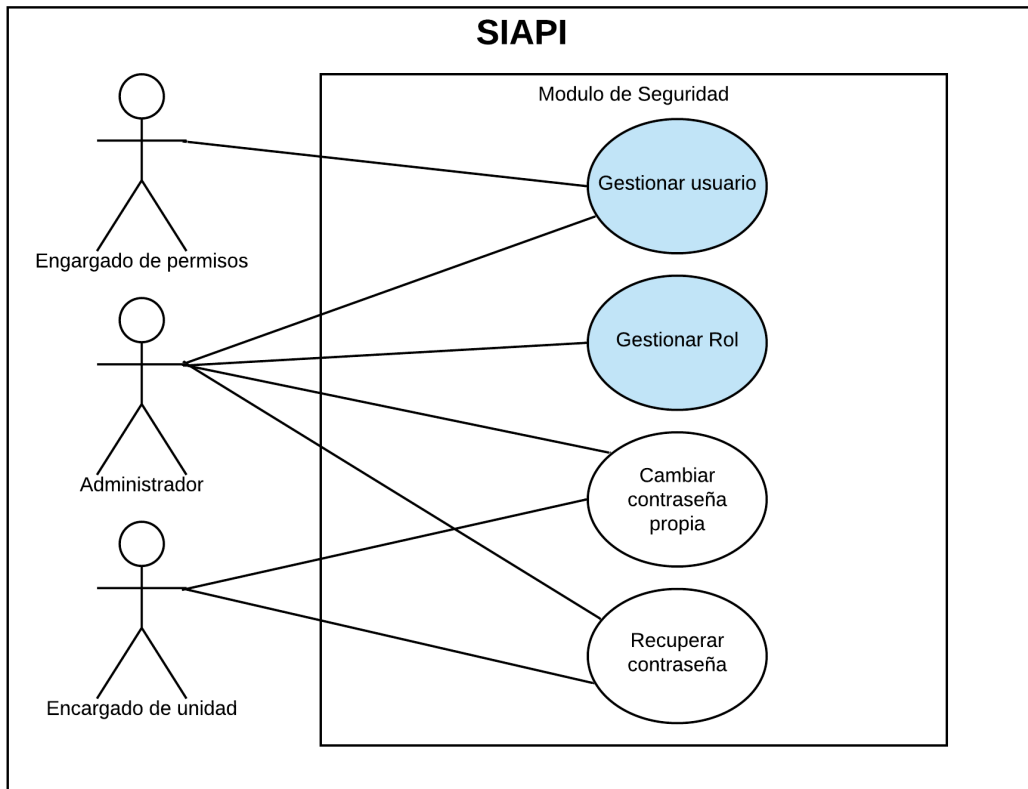 SIAPI
Modulo de Seguridad
Gestionar usuario
Engargado de permisos
Gestionar Rol
Administrador
Cambiar
contraseña
propia
Recuperar
contraseña
Encargado de unidad